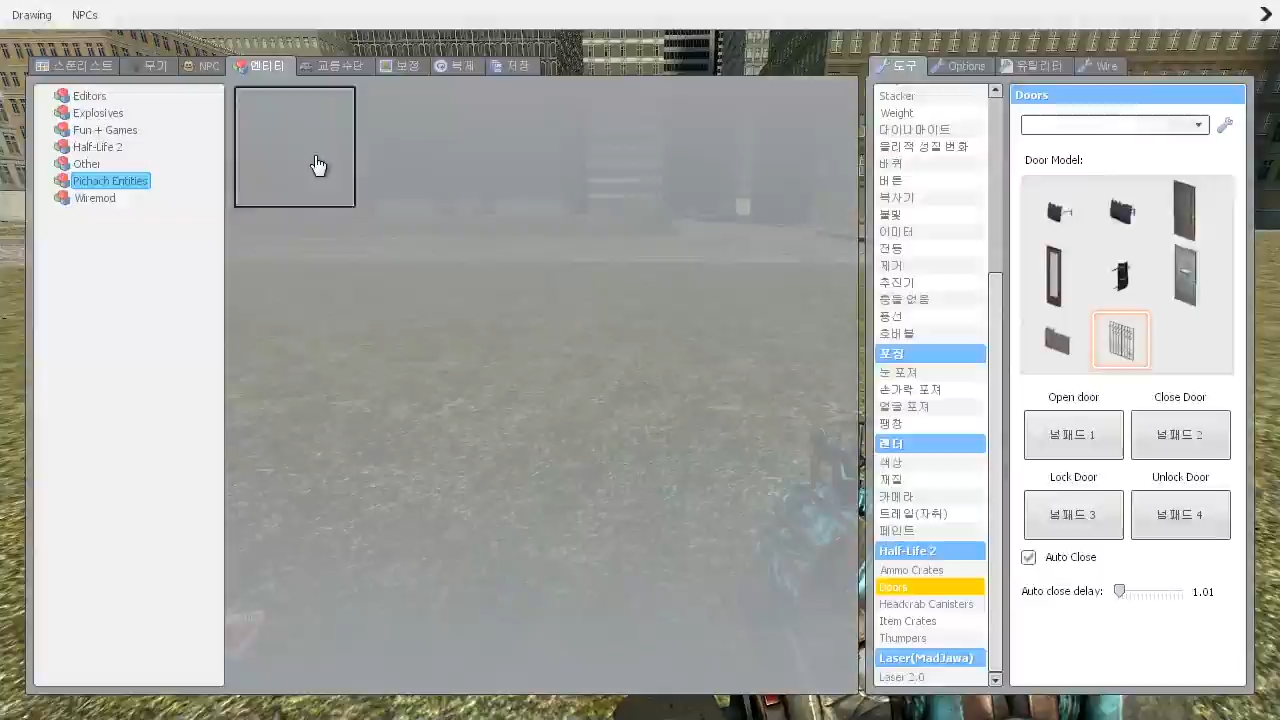 Drawing NPCs
스폰리스트 무기 NPC 엔티티 교통수단 보정 복제 저장
도구 Options 유틸리티 Wire
Editors
Explosives
Fun + Games
Half-Life 2
Other
Pichach Entities
Wiremod
Stacker
Weight
다이나마이트
물리적 성질 변화
바퀴
버튼
복사기
불빛
이미터
전등
제거
추진기
충돌 없음
풍선
호버볼
포징
눈 포져
손가락 포져
얼굴 포져
팽창
렌더
색상
재질
카메라
트레일(자취)
페인트
Half-Life 2
Ammo Crates
Doors
Headcrab Canisters
Item Crates
Thumpers
Laser(MadJawa)
Laser 2.0
Doors
Door Model:
Open door Close Door
넘패드 1 넘패드 2
Lock Door Unlock Door
넘패드 3 넘패드 4
Auto Close
Auto close delay: 1.01